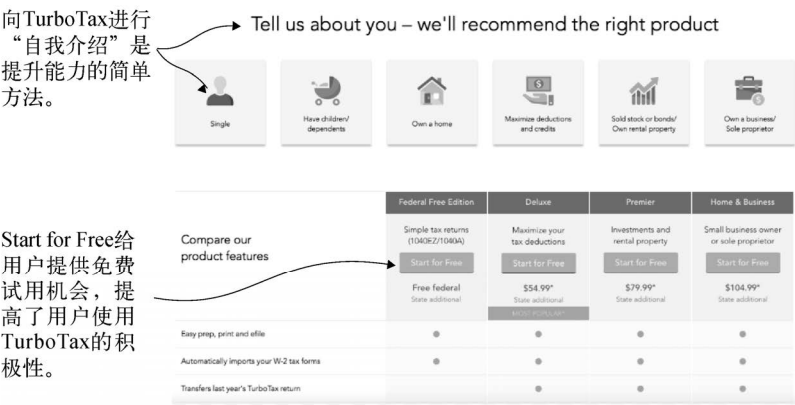 向TurboTax进行
“自我介绍”是
提升能力的简单
方法。
Tell us about you – we'll recommend the right product
Single
Have children/
dependents
Own a home
Maximize deductions
and credits
Sold stock or bonds/
Own rental property
Own a business/
Sole proprietor
Start for Free给
用户提供免费
试用机会，提
高了用户使用
TurboTax的积
极性。
Compare our
product features
Federal Free Edition
Deluxe
Premier
Home & Business
Simple tax returns
(1040EZ/1040A)
Maximize your
tax deductions
Investments and
rental property
Small business owner
or sole proprietor
Start for Free
Start for Free
Start for Free
Start for Free
Free federal
$54.99*
$79.99*
$104.99*
State additional
State additional
State additional
State additional
MOST POPULAR*
Easy prep, print and efile
Automatically imports your W-2 tax forms
Transfers last year's TurboTax return